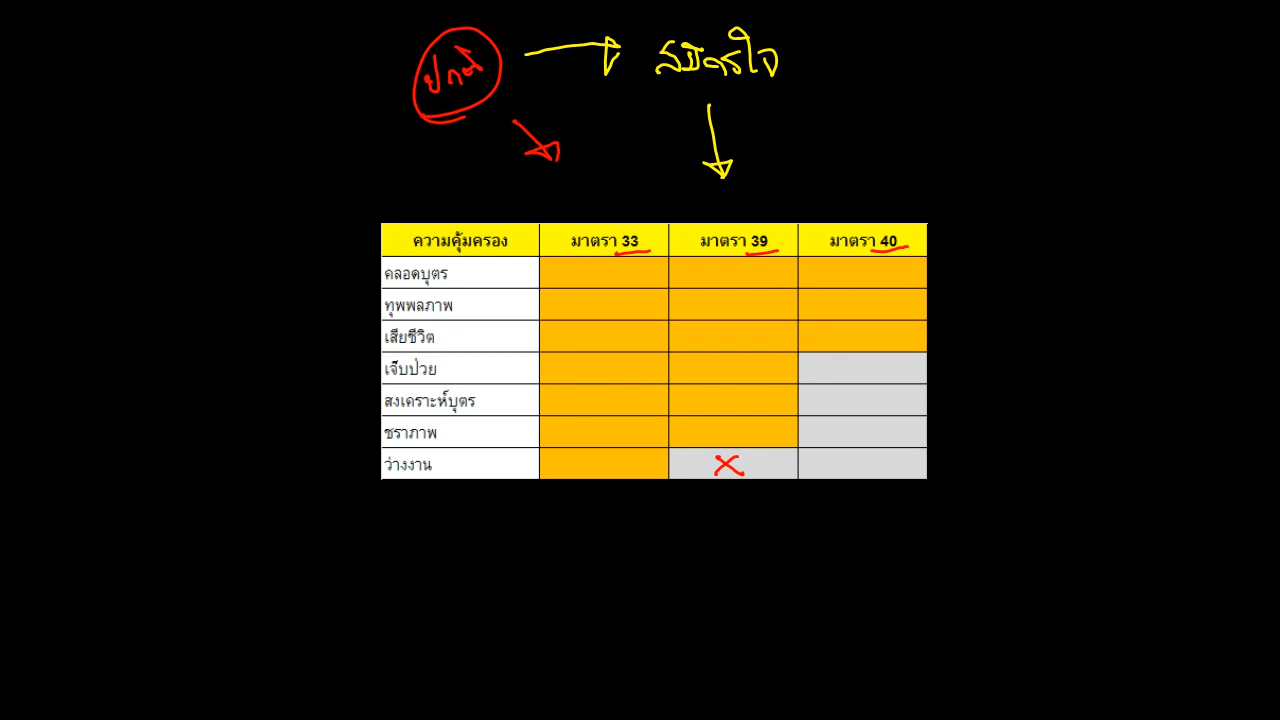 ปกติ
สมัครใจ
ความคุ้มครอง มาตรา 33 มาตรา 39 มาตรา 40
คลอดบุตร
ทุพพลภาพ
เสียชีวิต
เจ็บป่วย
สงเคราะห์บุตร
ชราภาพ
ว่างงาน